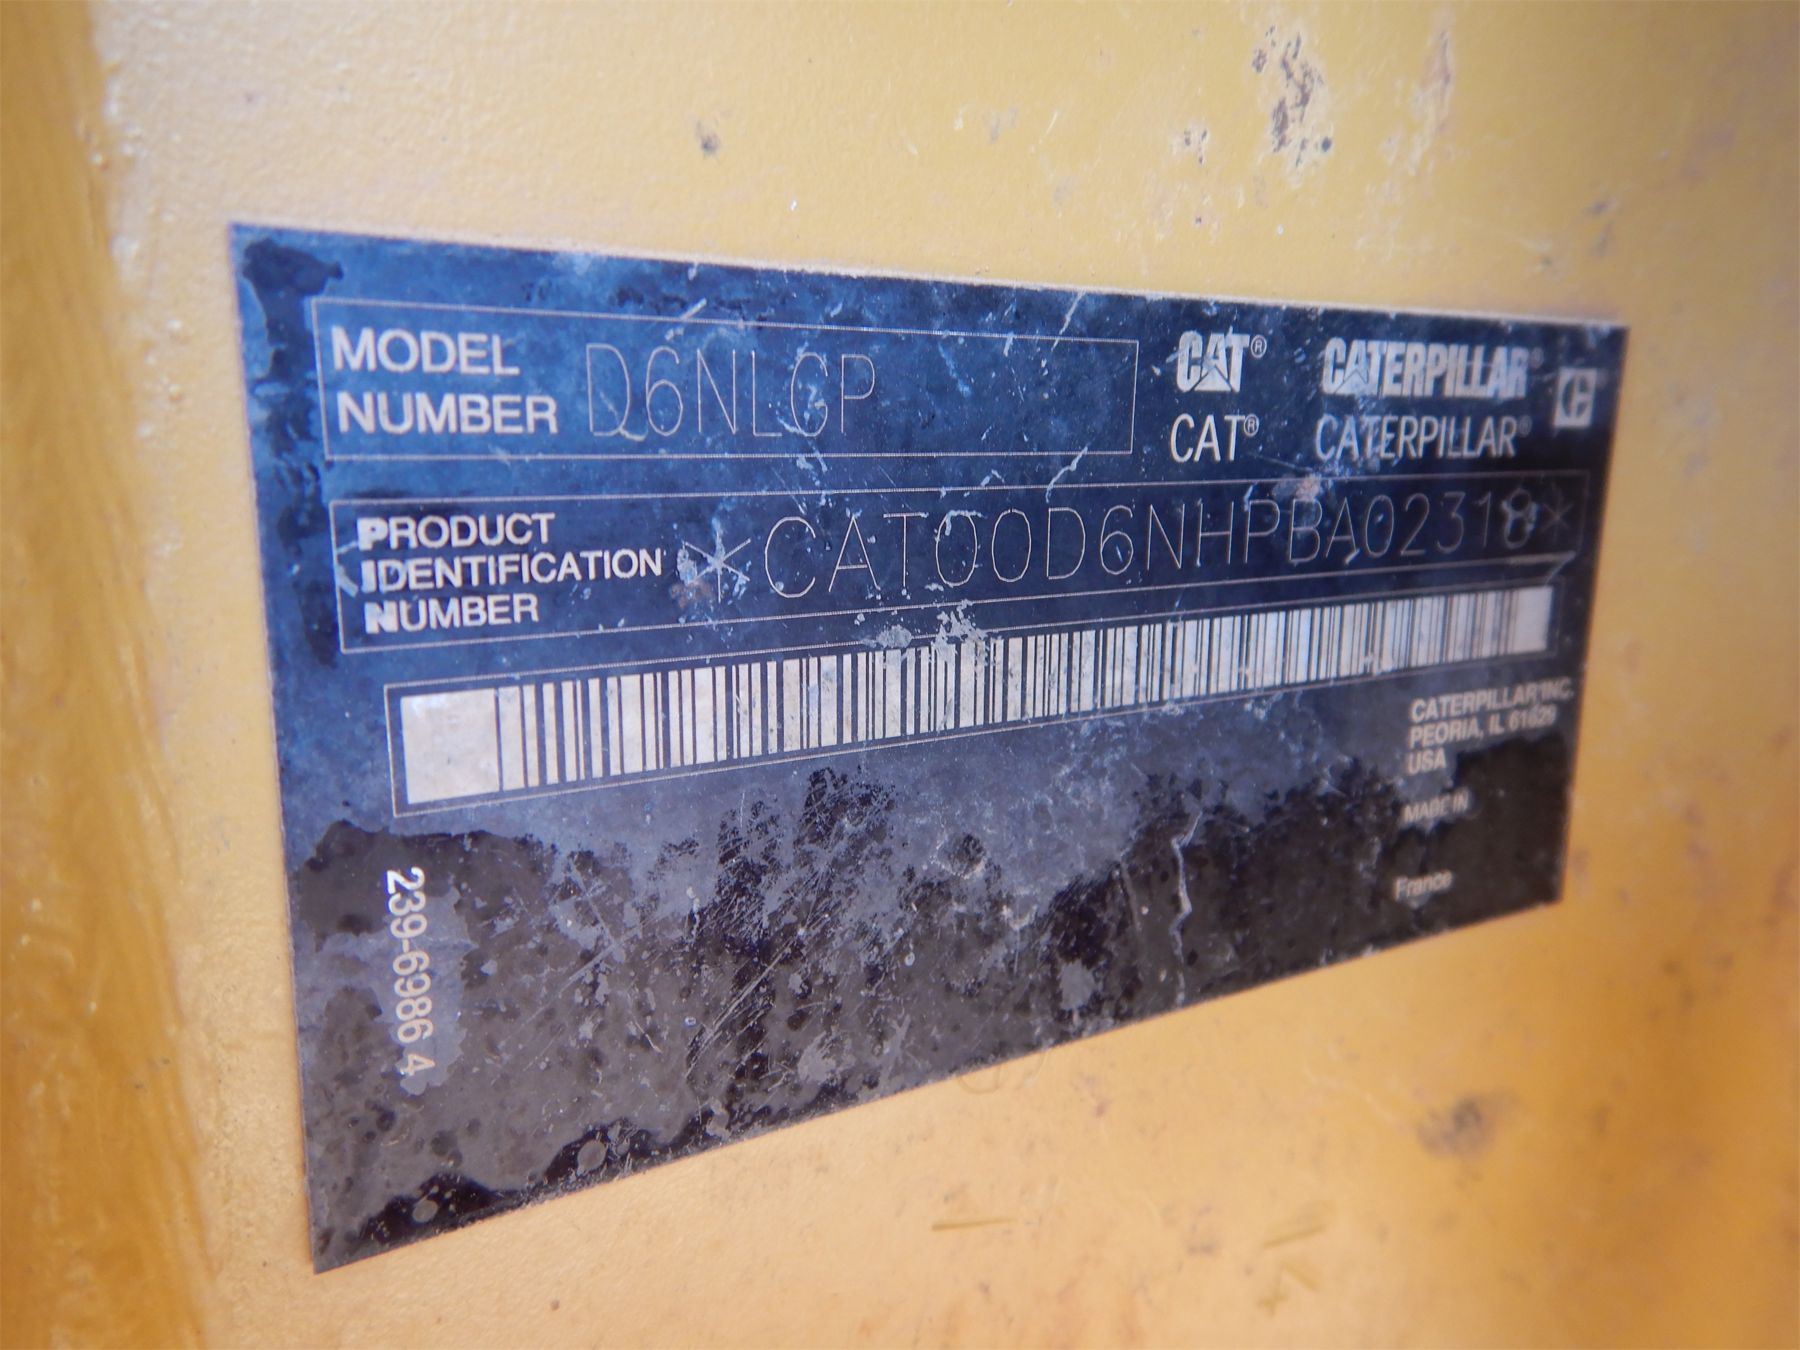 MODEL
NUMBER D6NLGP
CAT® CATERPILLAR® C
CAT® CATERPILLAR®
PRODUCT
IDENTIFICATION
NUMBER
*CAT00D6NHPBA02318*
CATERPILLAR INC.
PEORIA, IL 61629
USA
MADE IN
France
239-6986 4